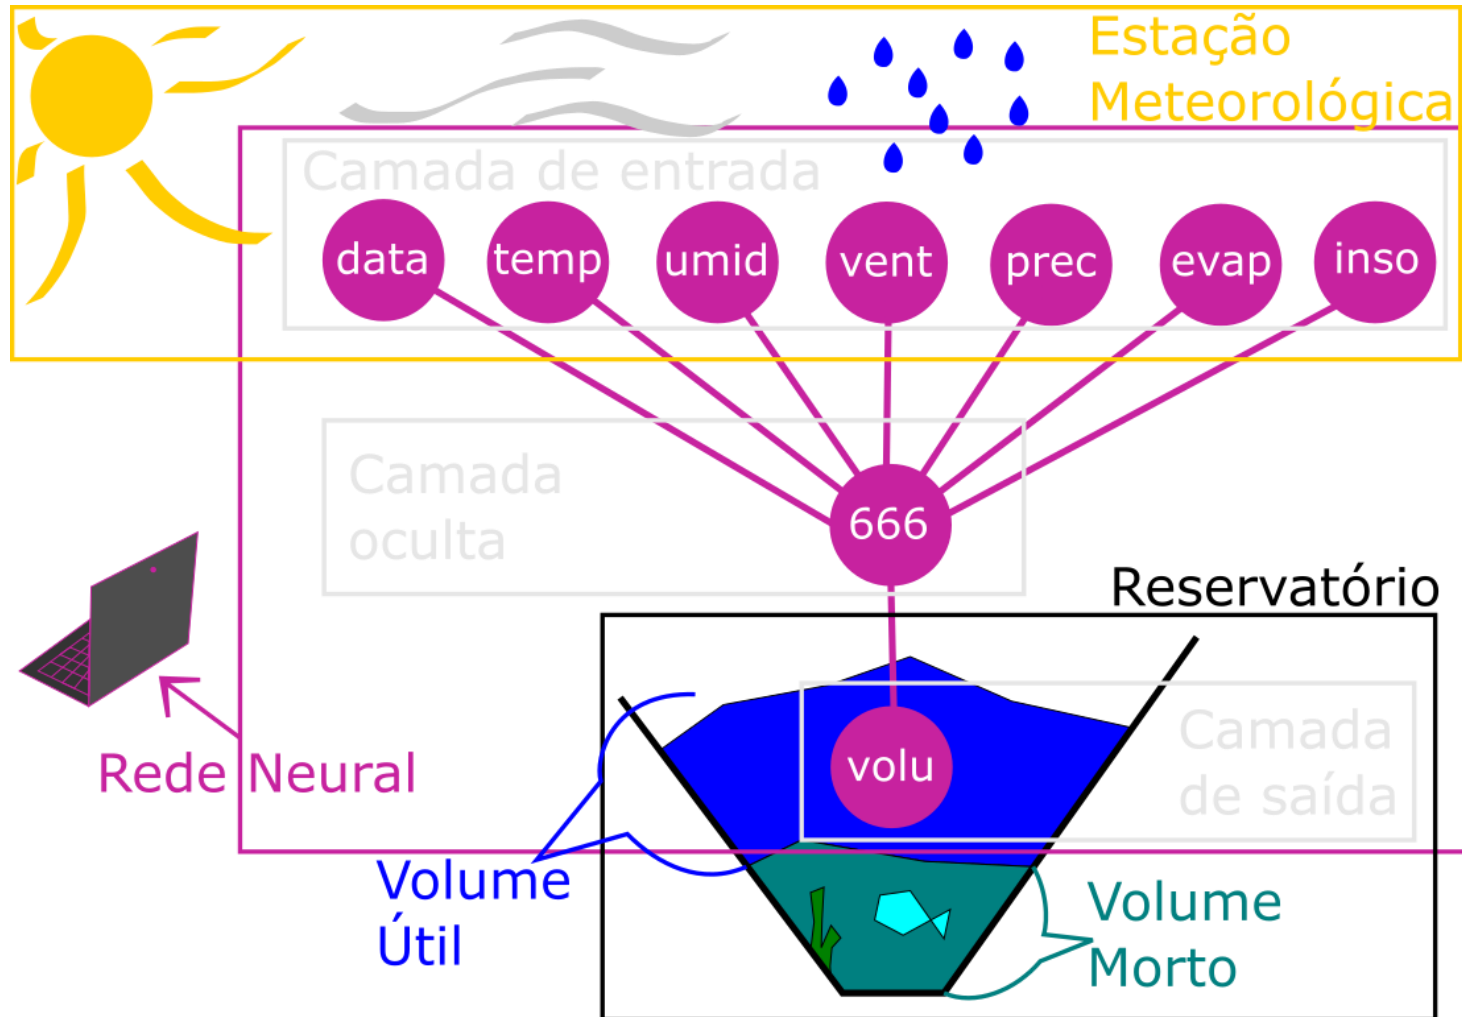 Estação
Meteorológica
Camada de entrada
data temp umid vent prec evap inso
Camada
oculta
666
Reservatório
Rede Neural
volu
Camada
de saída
Volume
Útil
Volume
Morto